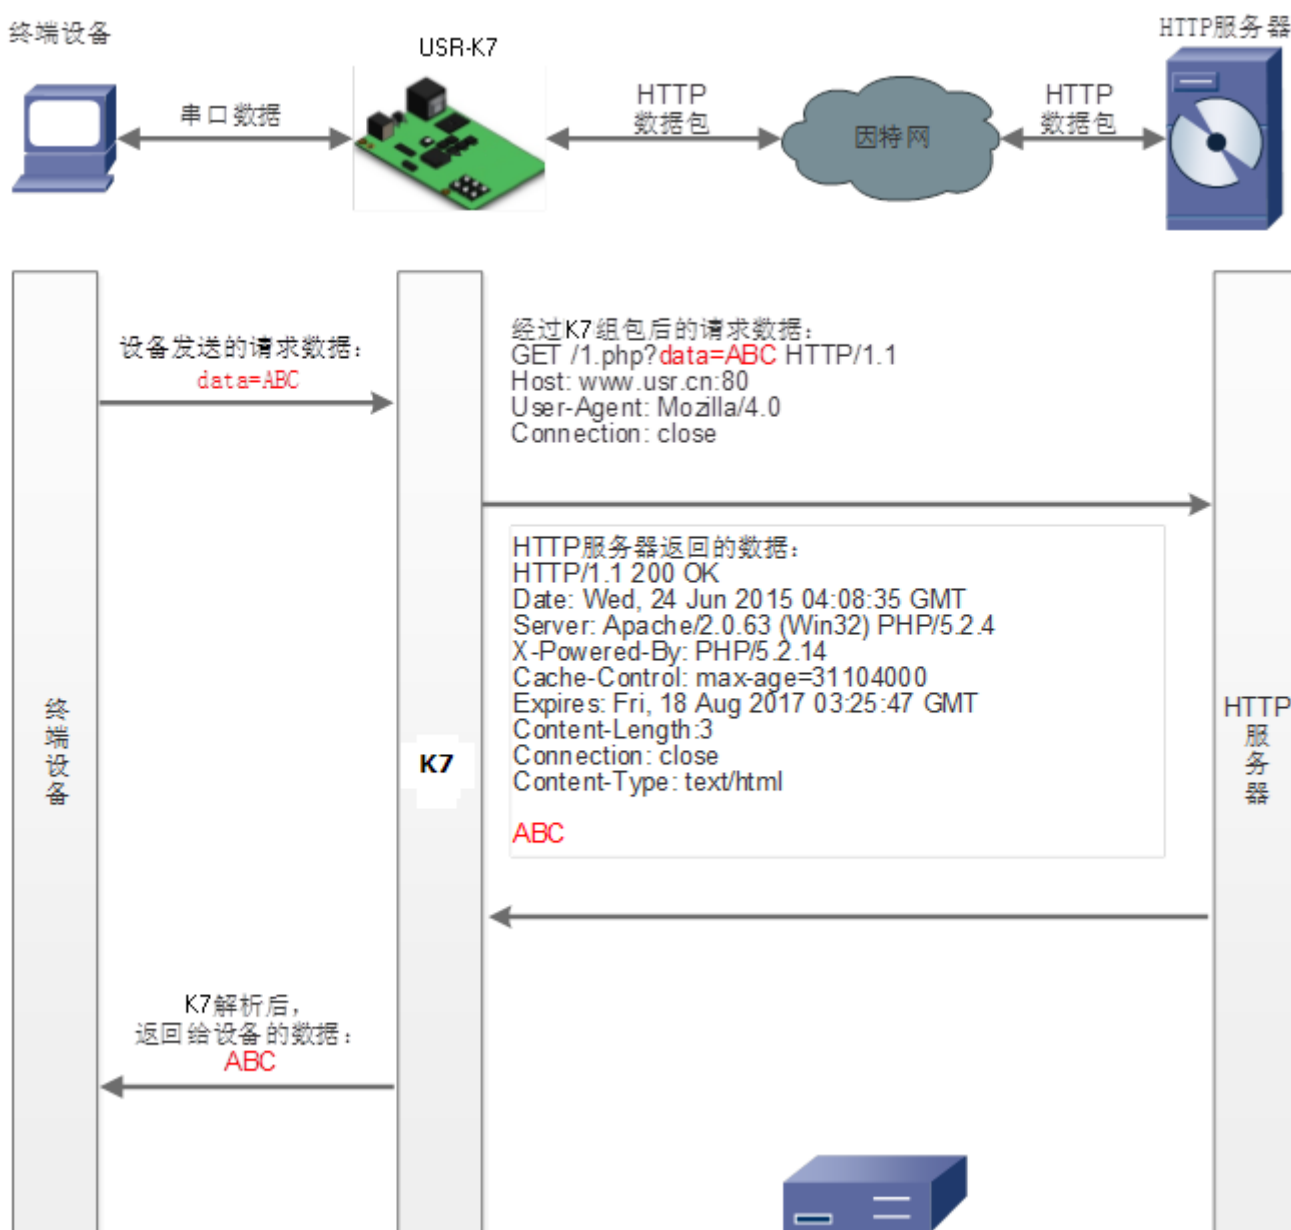 终端设备
USR-K7
HTTP服务器
串口数据
HTTP
数据包
因特网
HTTP
数据包
设备发送的请求数据:
data=ABC
经过K7组包后的请求数据:
GET /1.php?data=ABC HTTP/1.1
Host: www.usr.cn:80
User-Agent: Mozilla/4.0
Connection: close
HTTP服务器返回的数据:
HTTP/1.1 200 OK
Date: Wed, 24 Jun 2015 04:08:35 GMT
Server: Apache/2.0.63 (Win32) PHP/5.2.4
X-Powered-By: PHP/5.2.14
Cache-Control: max-age=31104000
Expires: Fri, 18 Aug 2017 03:25:47 GMT
Content-Length:3
Connection: close
Content-Type: text/html
ABC
终端设备
K7
HTTP
服务器
K7解析后,
返回给设备的数据:
ABC